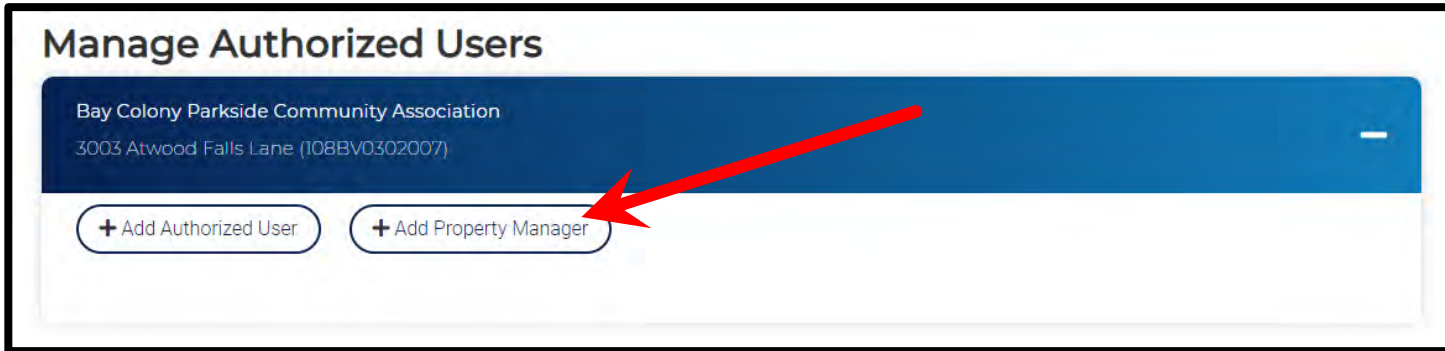 Manage Authorized Users
Bay Colony Parkside Community Association
3003 Atwood Falls Lane (108BV0302007)
+ Add Authorized User
+ Add Property Manager